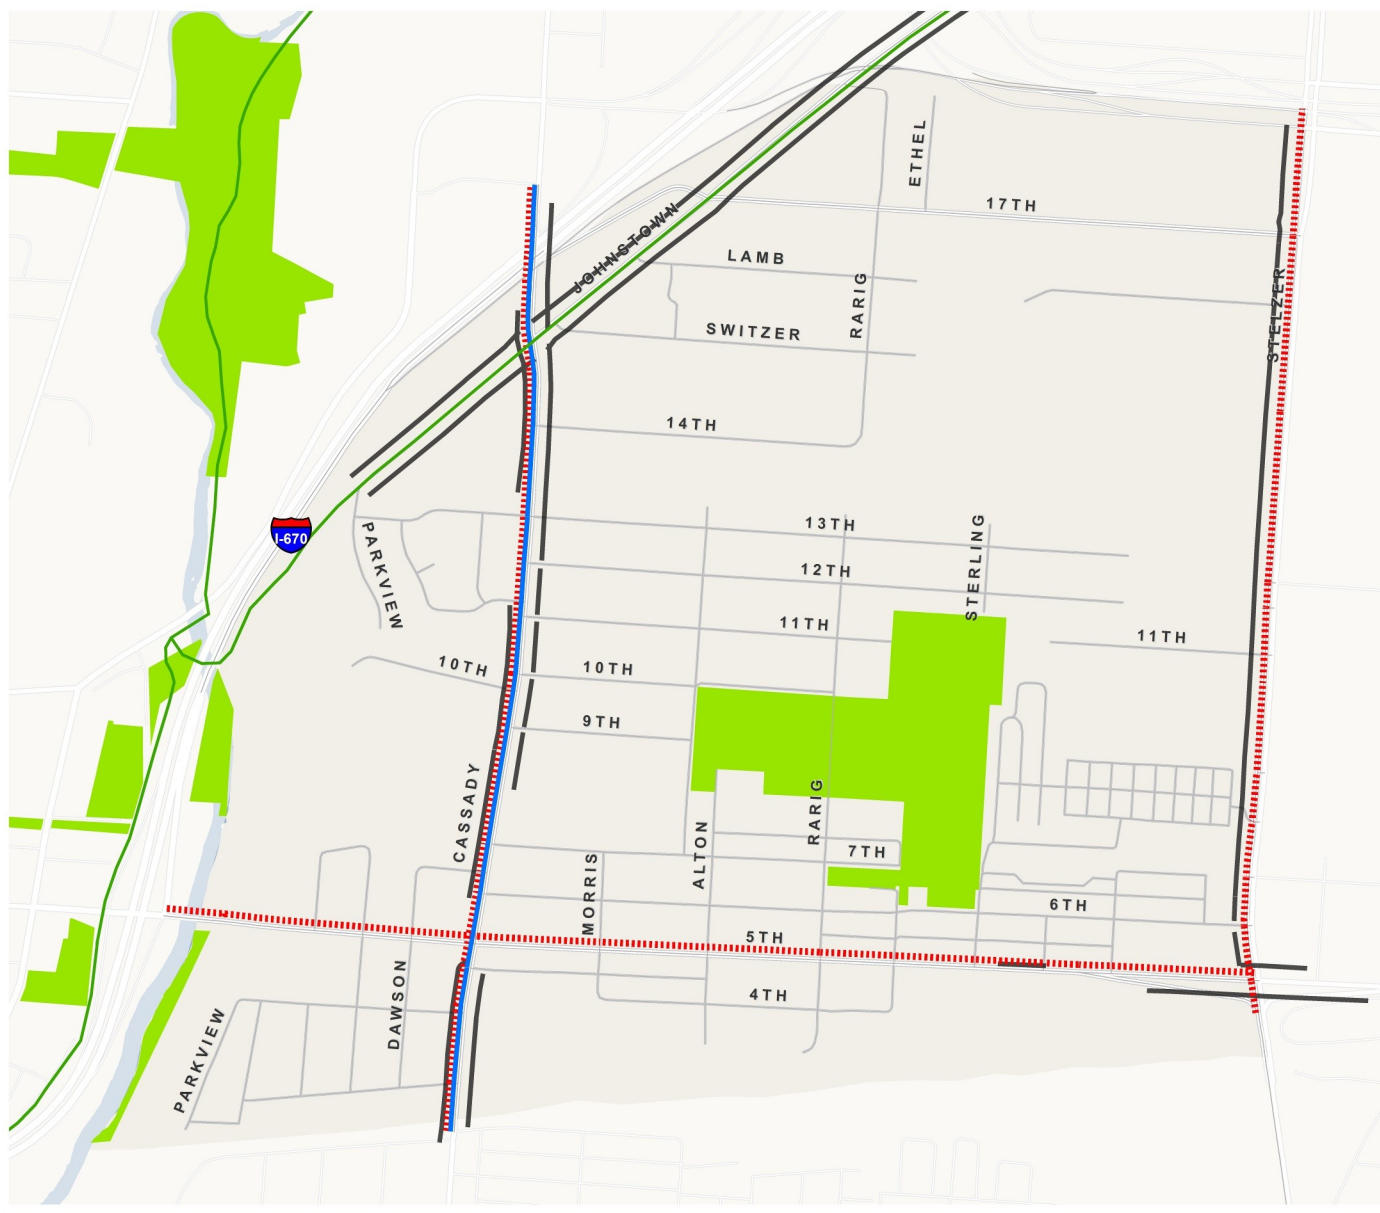 ETHEL
17TH
JOHNSTOWN
LAMB
RARIG
SWITZER
STELZER
14TH
I-670
PARKVIEW
13TH
STERLING
12TH
11TH
11TH
10TH
10TH
9TH
CASSADY
RARIG
ALTON
7TH
MORRIS
6TH
5TH
DAWSON
4TH
PARKVIEW